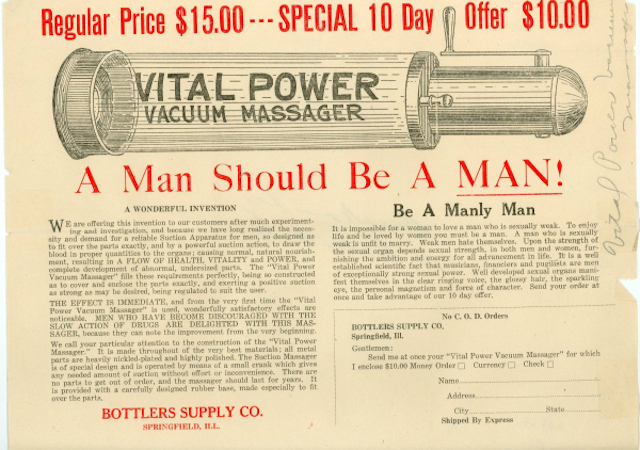 Regular Price $15.00 --- SPECIAL 10 Day Offer $10.00
VITAL POWER
VACUUM MASSAGER
A Man Should Be A MAN!
A WONDERFUL INVENTION
WE are offering this invention to our customers after much experiment-
ing and investigation, and because we have long realized the neces-
sity and demand for a reliable Suction Apparatus for men, so designed as
to fit over the parts exactly, and by a powerful suction action, to draw the
blood in proper quantities to the organs; causing normal, natural nourish-
ment, resulting in A FLOW OF HEALTH, VITALITY and POWER, and
complete development of abnormal, undersized parts. The "Vital Power
Vacuum Massager" fills these requirements perfectly, being so constructed
as to cover and enclose the parts exactly, and exerting a positive suction
as strong as may be desired, being regulated to suit the user.
THE EFFECT IS IMMEDIATE, and from the very first time the "Vital
Power Vacuum Massager" is used, wonderfully satisfactory effects are
noticeable. MEN WHO HAVE BECOME DISCOURAGED WITH THE
SLOW ACTION OF DRUGS ARE DELIGHTED WITH THIS MAS-
SAGER, because they can note the improvement from the very beginning.
We call your particular attention to the construction of the "Vital Power
Massager." It is made throughout of the very best materials; all metal
parts are heavily nickel-plated and highly polished. The Suction Massager
is of special design and is operated by means of a small crank which gives
any needed amount of suction without effort or inconvenience. There are
no parts to get out of order, and the massager should last for years. It
is provided with a carefully designed rubber base, made especially to fit
over the parts.
BOTTLERS SUPPLY CO.
SPRINGFIELD, ILL.
Be A Manly Man
It is impossible for a woman to love a man who is sexually weak. To enjoy
life and be loved by women you must be a man. A man who is sexually
weak is unfit to marry. Weak men hate themselves. Upon the strength of
the sexual organ depends sexual strength, in both men and women, fur-
nishing the ambition and energy for all advancement in life. It is a well
established scientific fact that musicians, financiers and pugilists are men
of exceptionally strong sexual power. Well developed sexual organs mani-
fest themselves in the clear ringing voice, the glossy hair, the sparkling
eye, the personal magnetism and force of character. Send your order at
once and take advantage of our 10 day offer.
No C. O. D. Orders
BOTTLERS SUPPLY CO.,
Springfield, Ill.
Gentlemen:
Send me at once your "Vital Power Vacuum Massager" for which
I enclose $10.00 Money Order □ Currency □ Check □
Name
Address
City State
Shipped By Express
Vital Power Vacuum
Massager